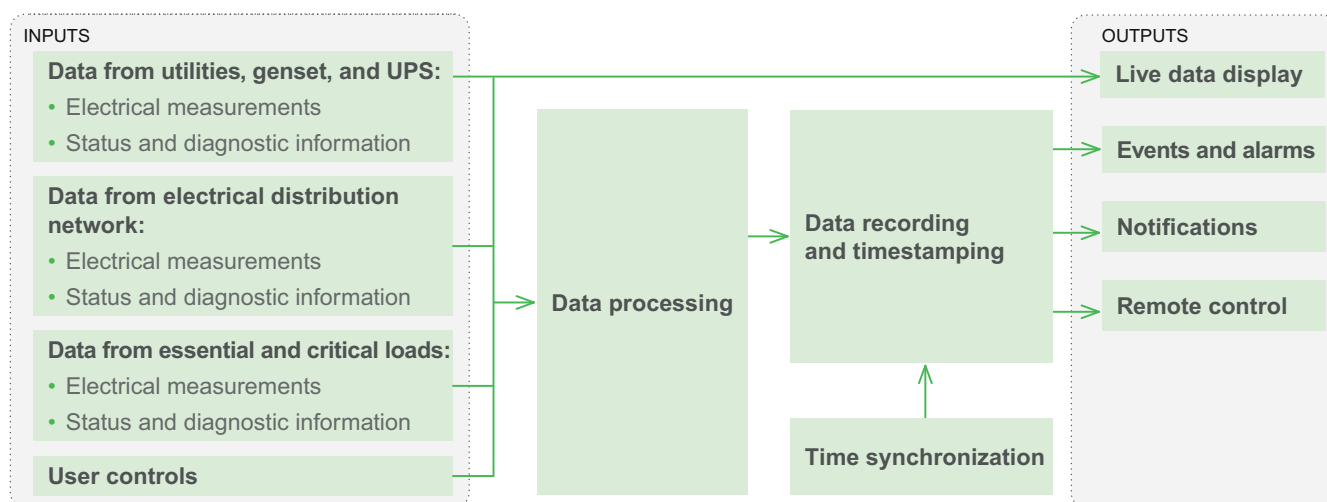 INPUTS
Data from utilities, genset, and UPS:
• Electrical measurements
• Status and diagnostic information
Data from electrical distribution
network:
• Electrical measurements
• Status and diagnostic information
Data from essential and critical loads:
• Electrical measurements
• Status and diagnostic information
User controls
Data processing
Data recording
and timestamping
Time synchronization
OUTPUTS
Live data display
Events and alarms
Notifications
Remote control